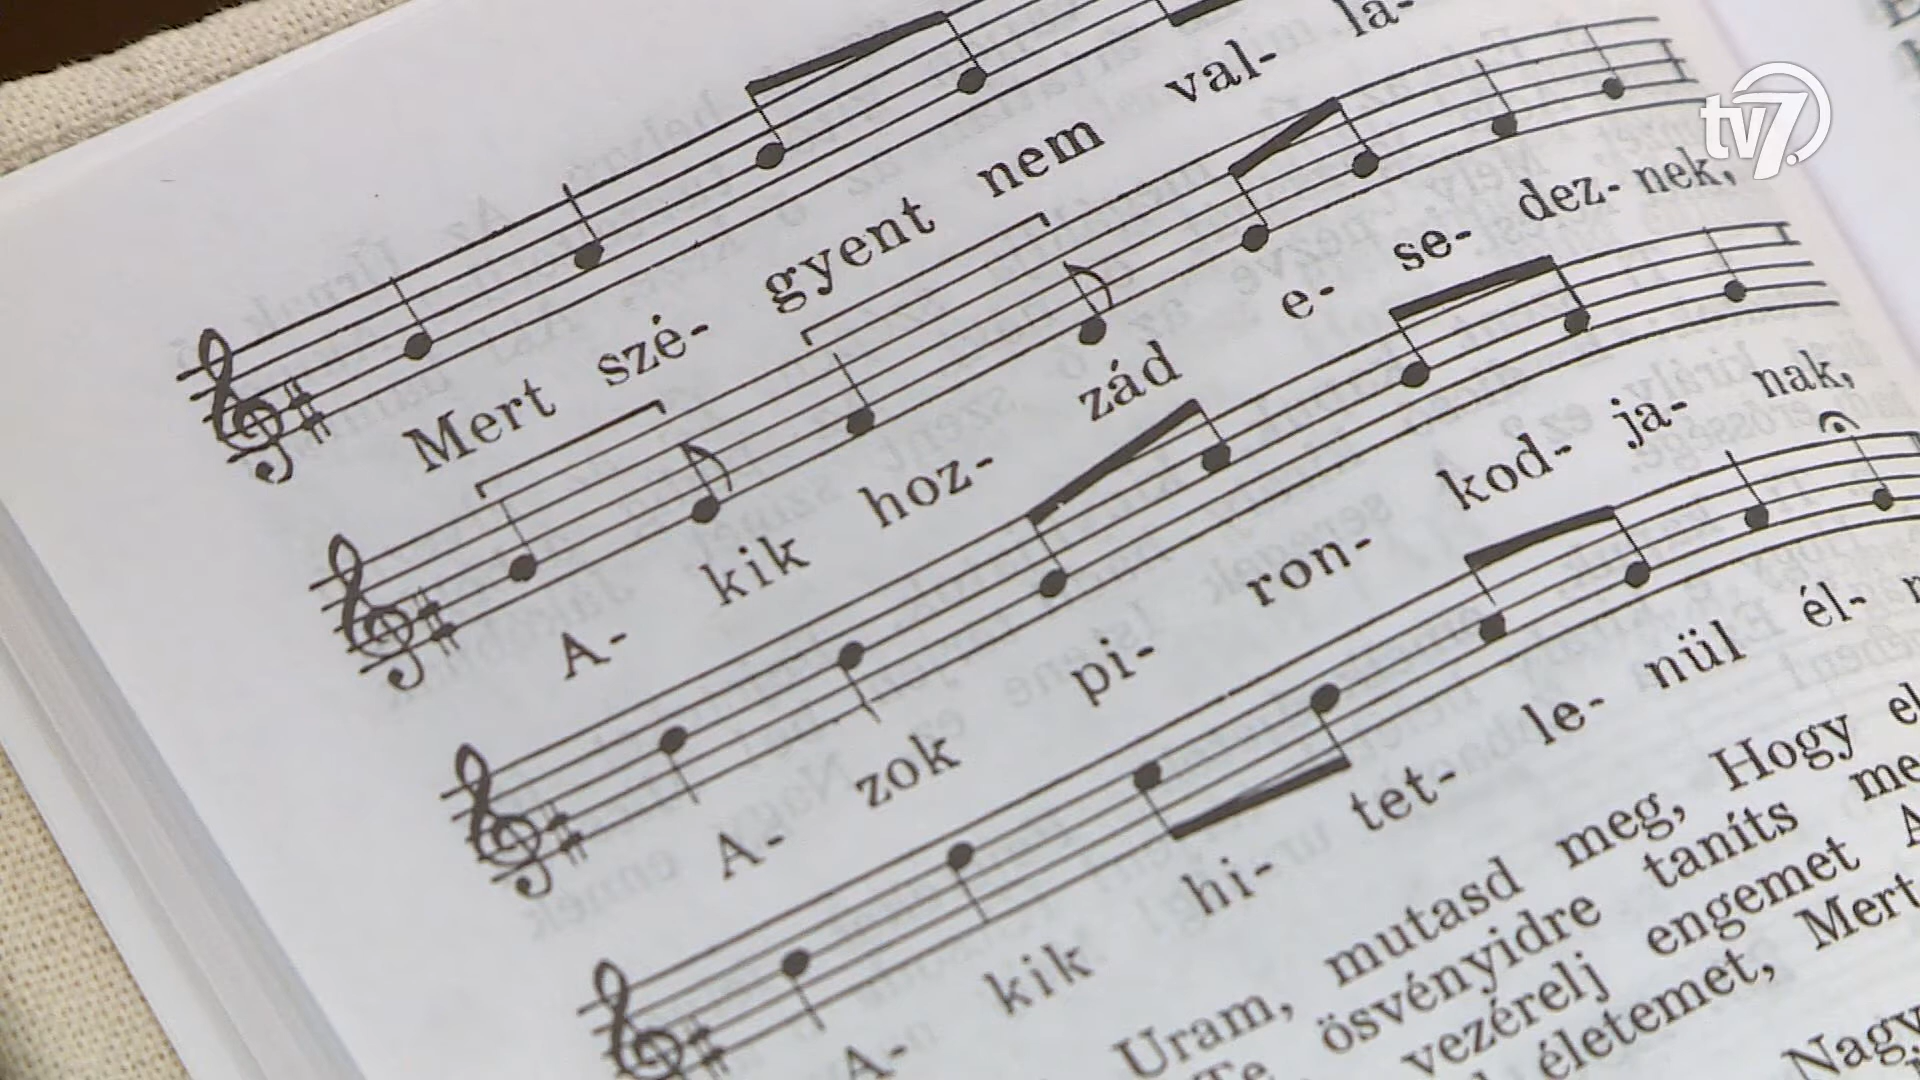 tv7
Mert szé- gyent nem val- la-
A- kik hoz- zád e- se- dez- nek,
A- zok pi- ron- kod- ja- nak,
A- kik hi- tet- le- nül él-
Uram, mutasd meg, Hogy
Te ösvényidre taníts
vezérelj engemet
életemet, Mert